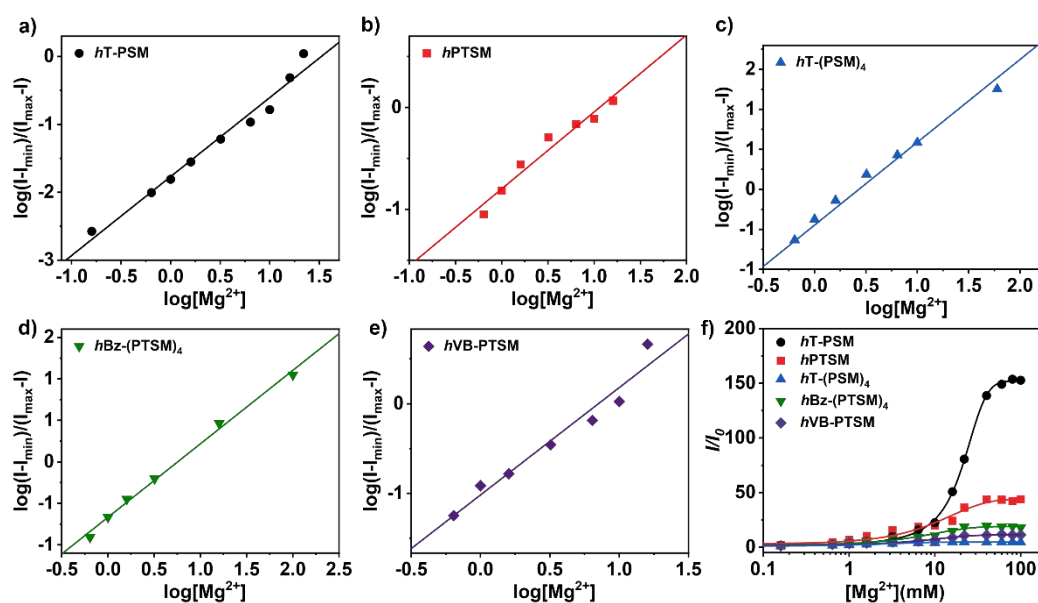 a)
hT-PSM
0
-1
-2
-3
-1.0 -0.5 0.0 0.5 1.0 1.5
log(I-Imin)/(Imax-I)
log[Mg2+]
b)
hPTSM
0
-1
-1.0 -0.5 0.0 0.5 1.0 1.5 2.0
log(I-Imin)/(Imax-I)
log[Mg2+]
c)
hT-(PSM)4
2
1
1
0
-1
-1
-0.5 0.0 0.5 1.0 1.5 2.0
log(I-Imin)/(Imax-I)
log[Mg2+]
d)
hBz-(PTSM)4
2
1
1
0
-1
-1
-0.5 0.0 0.5 1.0 1.5 2.0 2.5
log(I-Imin)/(Imax-I)
log[Mg2+]
e)
hVB-PTSM
0
-1
-0.5 0.0 0.5 1.0 1.5
log(I-Imin)/(Imax-I)
log[Mg2+]
f)
200
150
100
50
0
hT-PSM
hPTSM
hT-(PSM)4
hBz-(PTSM)4
hVB-PTSM
I/I0
0.1 1 10 100
[Mg2+](mM)